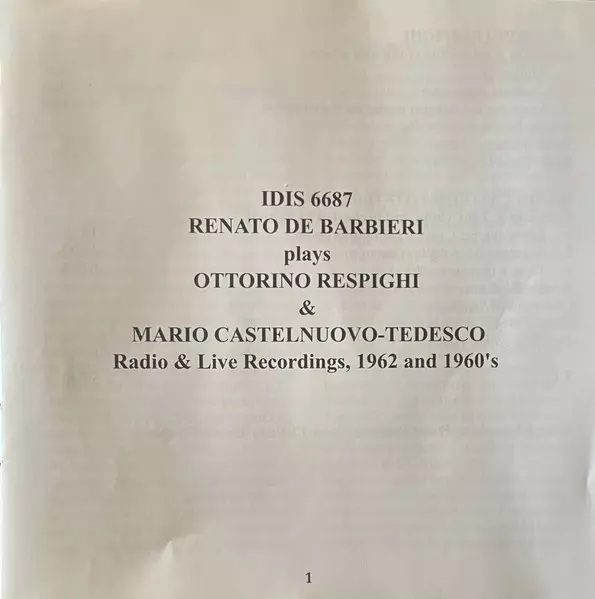 IDIS 6687
RENATO DE BARBIERI
plays
OTTORINO RESPIGHI
&
MARIO CASTELNUOVO-TEDESCO
Radio & Live Recordings, 1962 and 1960's
1